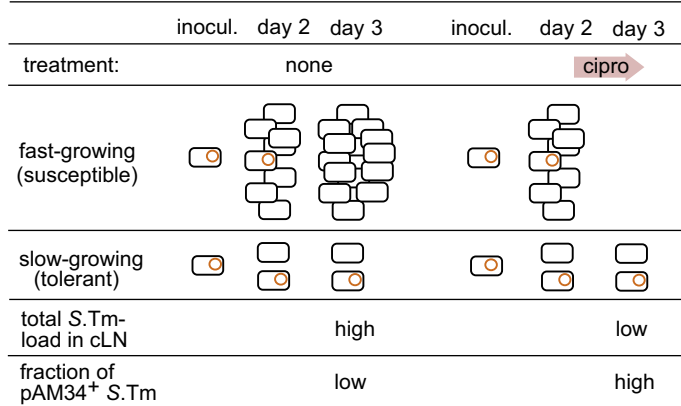 inocul. day 2 day 3 inocul. day 2 day 3
treatment: none cipro
fast-growing
(susceptible)
slow-growing
(tolerant)
total S.Tm-
load in cLN high low
fraction of
pAM34+ S.Tm low high